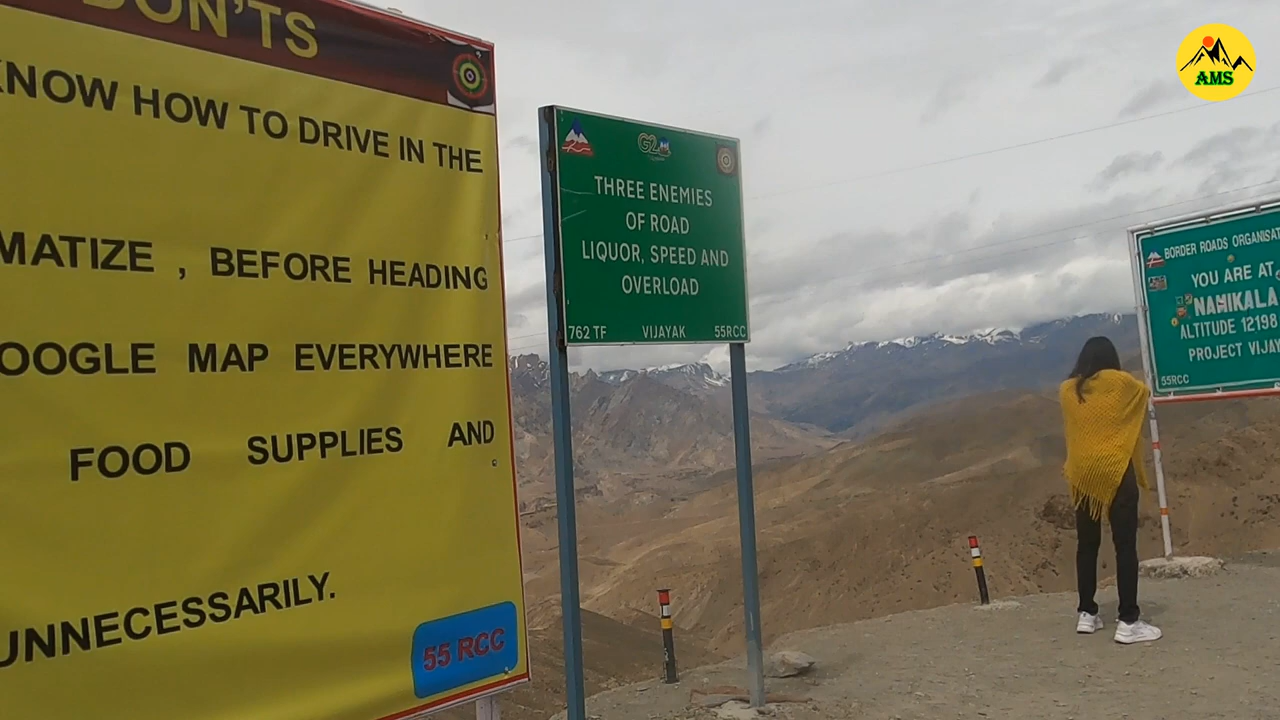 DON'TS
KNOW HOW TO DRIVE IN THE
MATIZE , BEFORE HEADING
OOGLE MAP EVERYWHERE
FOOD SUPPLIES AND
UNNECESSARILY.
55 RCC
G20
THREE ENEMIES
OF ROAD
LIQUOR, SPEED AND
OVERLOAD
762 TF VIJAYAK 55RCC
BORDER ROADS ORGANISAT
YOU ARE AT
NAMIKALA
ALTITUDE 12198
PROJECT VIJAY
55RCC
AMS